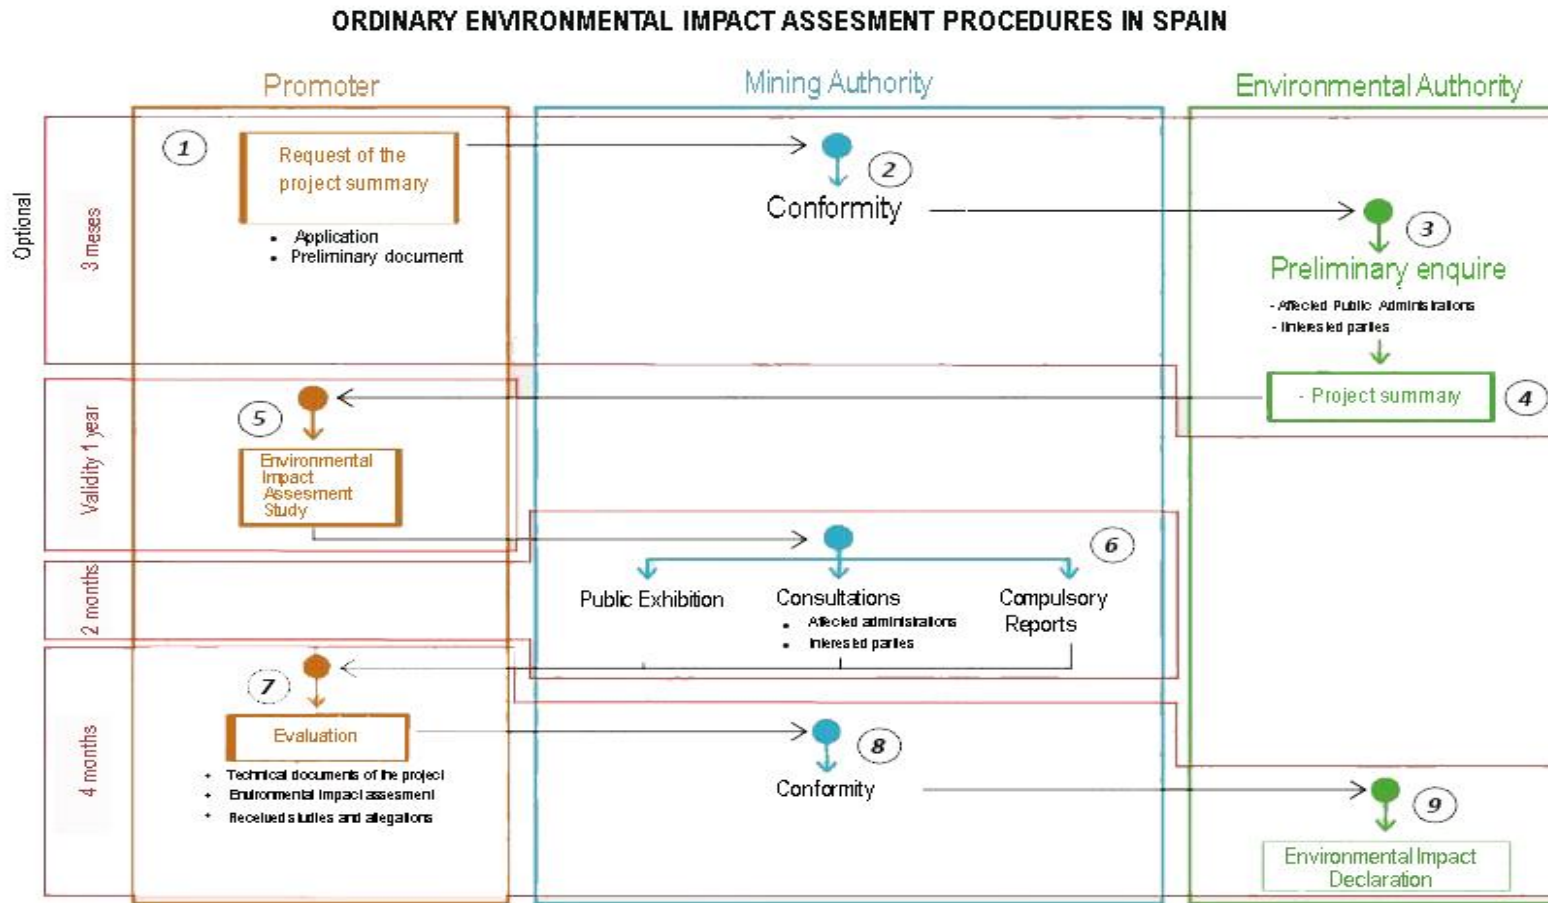 ORDINARY ENVIRONMENTAL IMPACT ASSESMENT PROCEDURES IN SPAIN
Promoter
Mining Authority
Environmental Authority
Optional
3 meses
1
Request of the
project summary
• Application
• Preliminary document
2
Conformity
3
Preliminary enquire
- Affected Public Administrations
- Interested parties
- Project summary
4
Validity 1 year
5
Environmental
Impact
Assesment
Study
2 months
6
Public Exhibition
Consultations
• Affected administrations
• Interested parties
Compulsory
Reports
4 months
7
Evaluation
• Technical documents of the project
• Environmental impact assesment
• Received studies and allegations
8
Conformity
9
Environmental Impact
Declaration